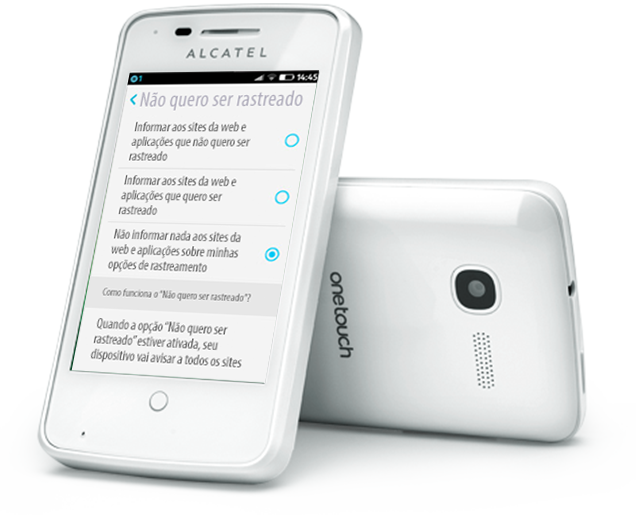 ALCATEL
1 14:45
Não quero ser rastreado
Informar aos sites da web e
aplicações que não quero ser
rastreado
Informar aos sites da web e
aplicações que quero ser
rastreado
Não informar nada aos sites da
web e aplicações sobre minhas
opções de rastreamento
Como funciona o "Não quero ser rastreado"?
Quando a opção "Não quero ser
rastreado" estiver ativada, seu
dispositivo vai avisar a todos os sites
onetouch